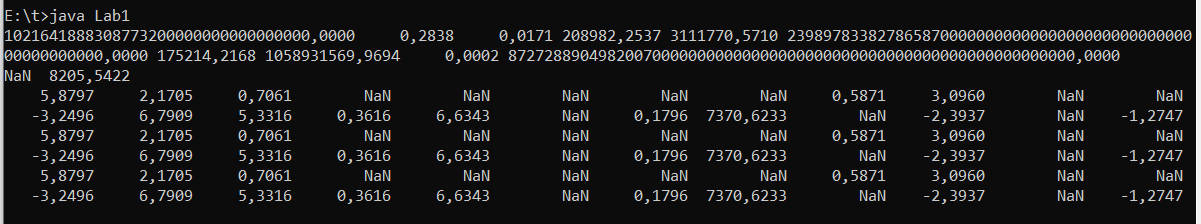 E:\t>java Lab1
10216418883087732000000000000000,0000     0,2838     0,0171 208982,2537 3111770,5710 23989783382786587000000000000000000000000000
00000000000,0000 175214,2168 1058931569,9694     0,0002 87272889049820070000000000000000000000000000000000000000000000,0000
NaN  8205,5422
5,8797     2,1705     0,7061        NaN        NaN        NaN        NaN        NaN     0,5871     3,0960        NaN        NaN
-3,2496     6,7909     5,3316     0,3616     6,6343        NaN     0,1796  7370,6233        NaN    -2,3937        NaN    -1,2747
5,8797     2,1705     0,7061        NaN        NaN        NaN        NaN        NaN     0,5871     3,0960        NaN        NaN
-3,2496     6,7909     5,3316     0,3616     6,6343        NaN     0,1796  7370,6233        NaN    -2,3937        NaN    -1,2747
5,8797     2,1705     0,7061        NaN        NaN        NaN        NaN        NaN     0,5871     3,0960        NaN        NaN
-3,2496     6,7909     5,3316     0,3616     6,6343        NaN     0,1796  7370,6233        NaN    -2,3937        NaN    -1,2747